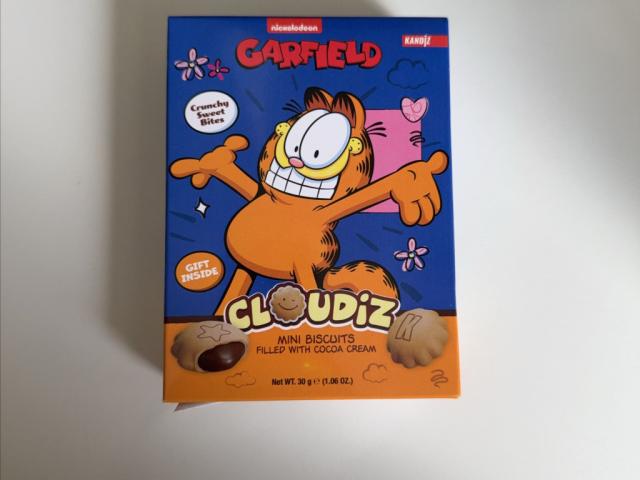 nickelodeon
GARFIELD
KANDiZ
Crunchy
Sweet
Bites
GIFT
INSIDE
CLOUDiZ
K
MINI BISCUITS
FILLED WITH COCOA CREAM
Net WT. 30 g ℮ (1.06 OZ.)